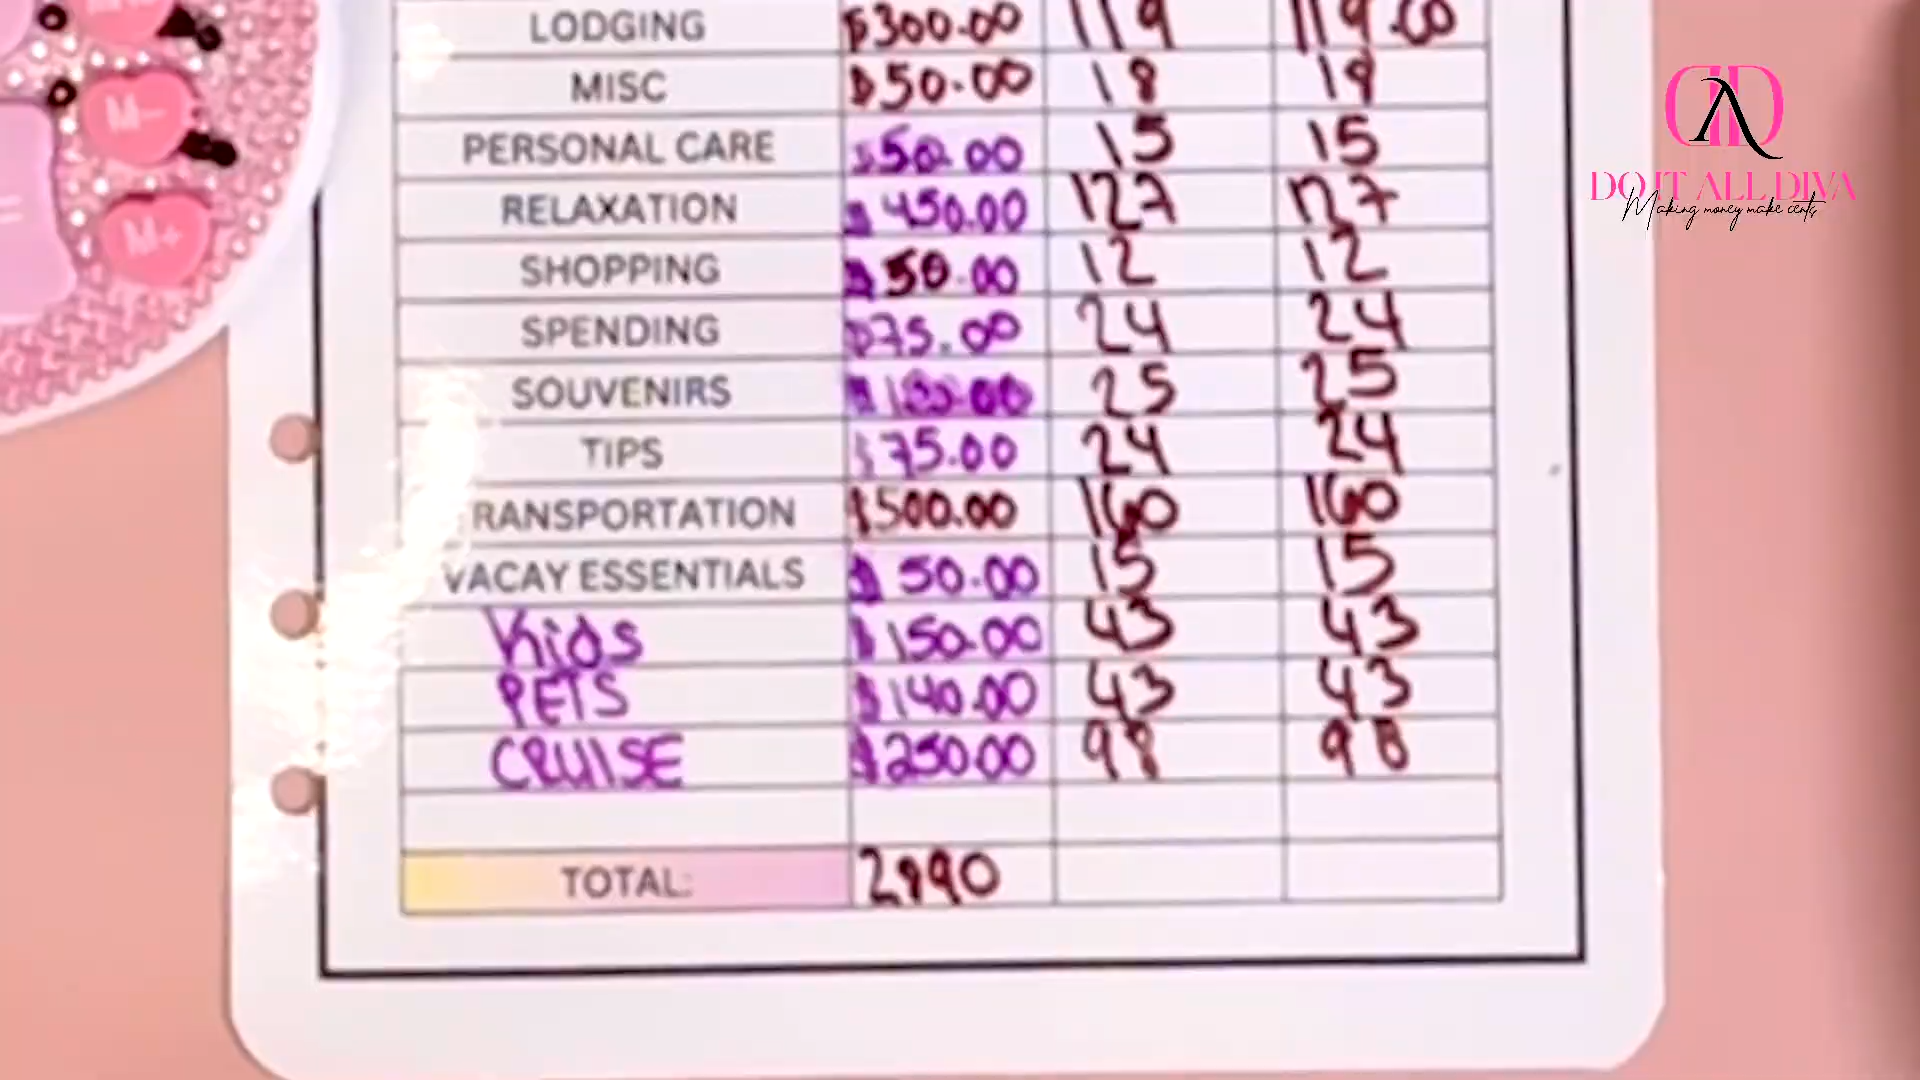 LODGING $300.00 119 119.00
MISC $50.00 18 18
PERSONAL CARE $50.00 15 15
RELAXATION $450.00 127 127
SHOPPING $50.00 12 12
SPENDING $75.00 24 24
SOUVENIRS 25 25
TIPS $75.00 24 24
RANSPORTATION $500.00 160 160
VACAY ESSENTIALS $50.00 15 15
Kids $150.00 43 43
PETS $140.00 43 43
CRUISE $250.00 98 98
TOTAL: 2990
M-
M+
=
DO IT ALL DIVA
Making money make cents